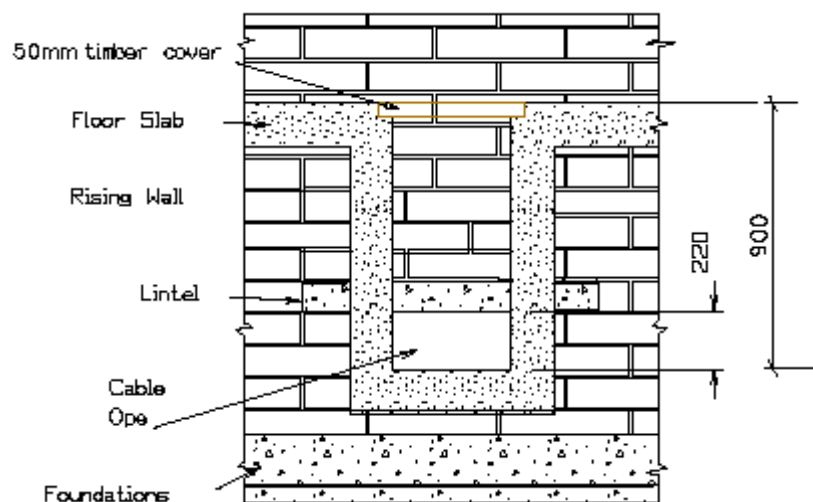 50mm timber cover
Floor Slab
Rising Wall
Lintel
Cable
Ope
Foundations
220
900